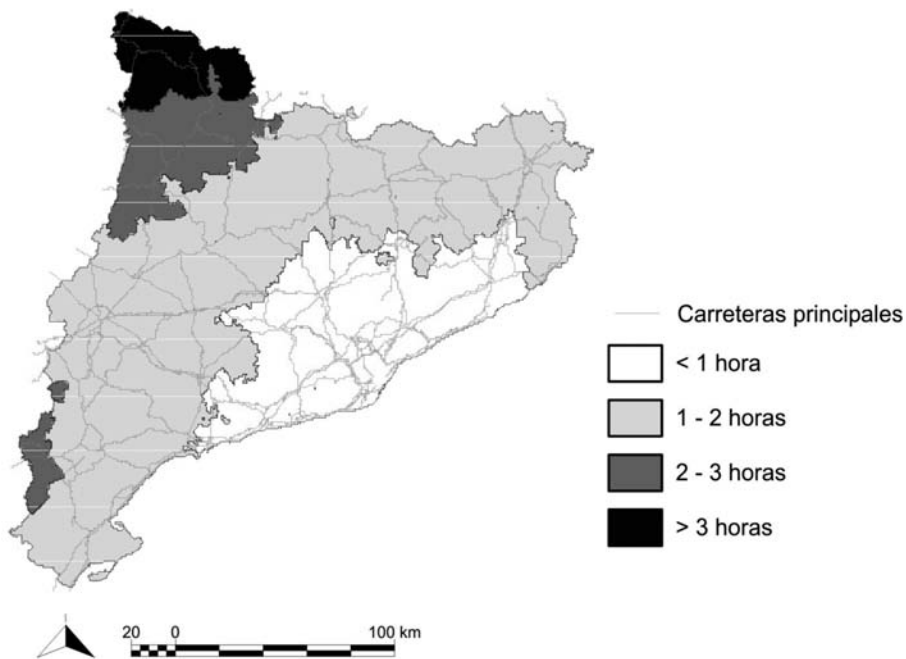 Carreteras principales
< 1 hora
1 - 2 horas
2 - 3 horas
> 3 horas
20 0 100 km